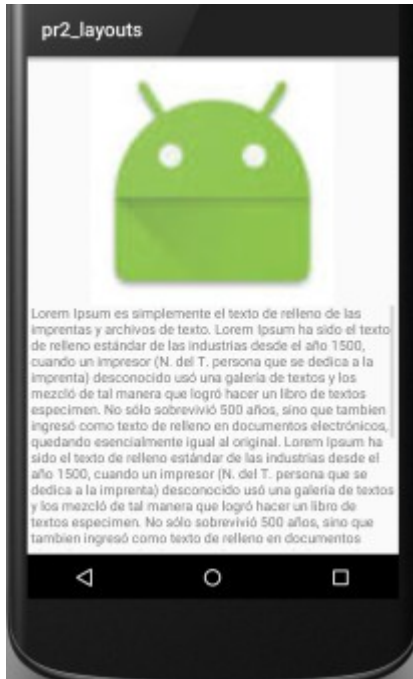 pr2_layouts
Lorem Ipsum es simplemente el texto de relleno de las
imprentas y archivos de texto. Lorem Ipsum ha sido el texto
de relleno estándar de las industrias desde el año 1500,
cuando un impresor (N. del T. persona que se dedica a la
imprenta) desconocido usó una galería de textos y los
mezcló de tal manera que logró hacer un libro de textos
especimen. No sólo sobrevivió 500 años, sino que tambien
ingresó como texto de relleno en documentos electrónicos,
quedando esencialmente igual al original. Lorem Ipsum ha
sido el texto de relleno estándar de las industrias desde el
año 1500, cuando un impresor (N. del T. persona que se
dedica a la imprenta) desconocido usó una galería de textos
y los mezcló de tal manera que logró hacer un libro de
textos especimen. No sólo sobrevivió 500 años, sino que
tambien ingresó como texto de relleno en documentos